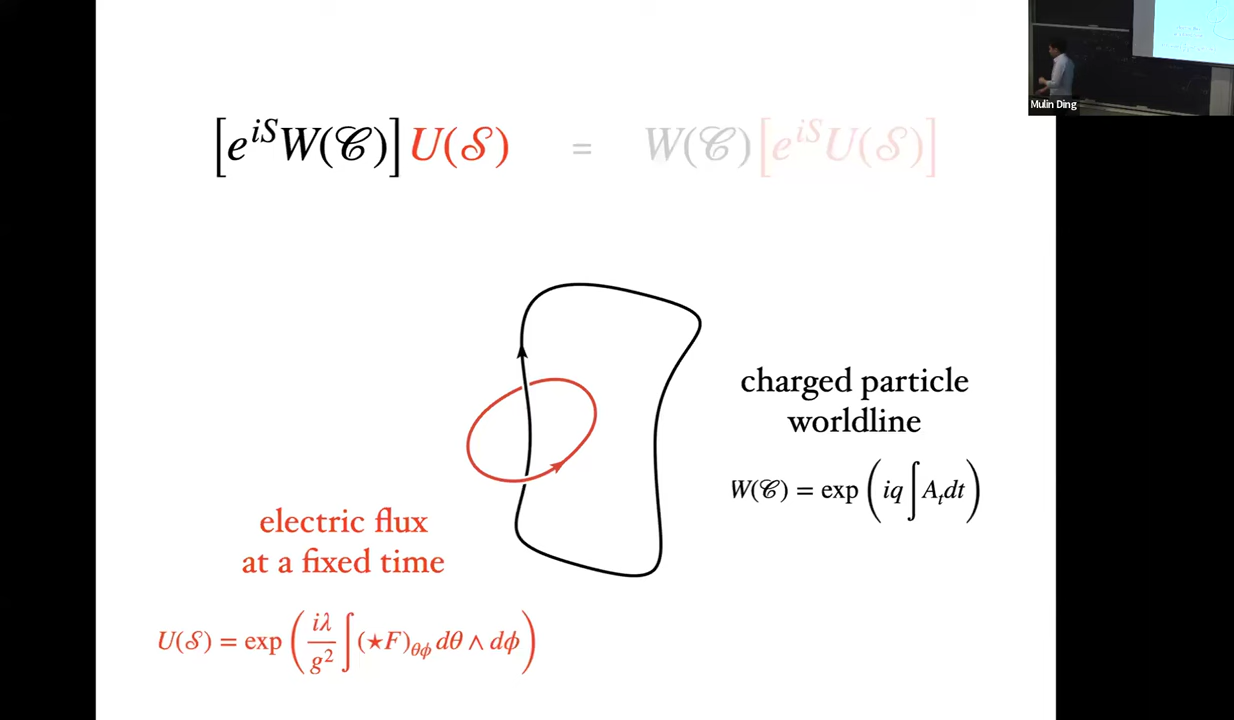 [e^{iS}W(𝒞)] U(𝒮) = W(𝒞)[e^{iS}U(𝒮)]
Mulin Ding
charged particle
worldline
W(𝒞) = exp ( iq ∫ A_t dt )
electric flux
at a fixed time
U(𝒮) = exp ( iλ/g² ∫ (★F)_{θϕ} dθ ∧ dϕ )